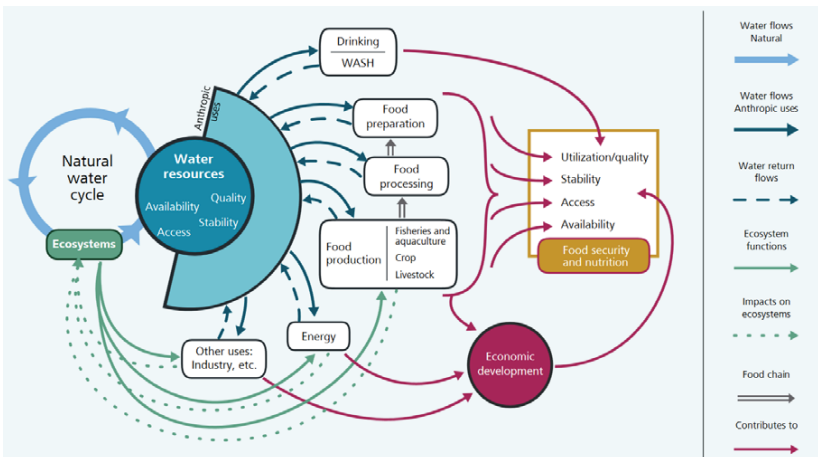 Drinking
WASH
Anthropic
uses
Food
preparation
Natural
water
cycle
Water
resources
Quality
Availability
Stability
Access
Food
processing
Ecosystems
Food
production
Fisheries and
aquaculture
Crop
Livestock
Utilization/quality
Stability
Access
Availability
Food security
and nutrition
Other uses:
Industry, etc.
Energy
Economic
development
Water flows
Natural
Water flows
Anthropic uses
Water return
flows
Ecosystem
functions
Impacts on
ecosystems
Food chain
Contributes to